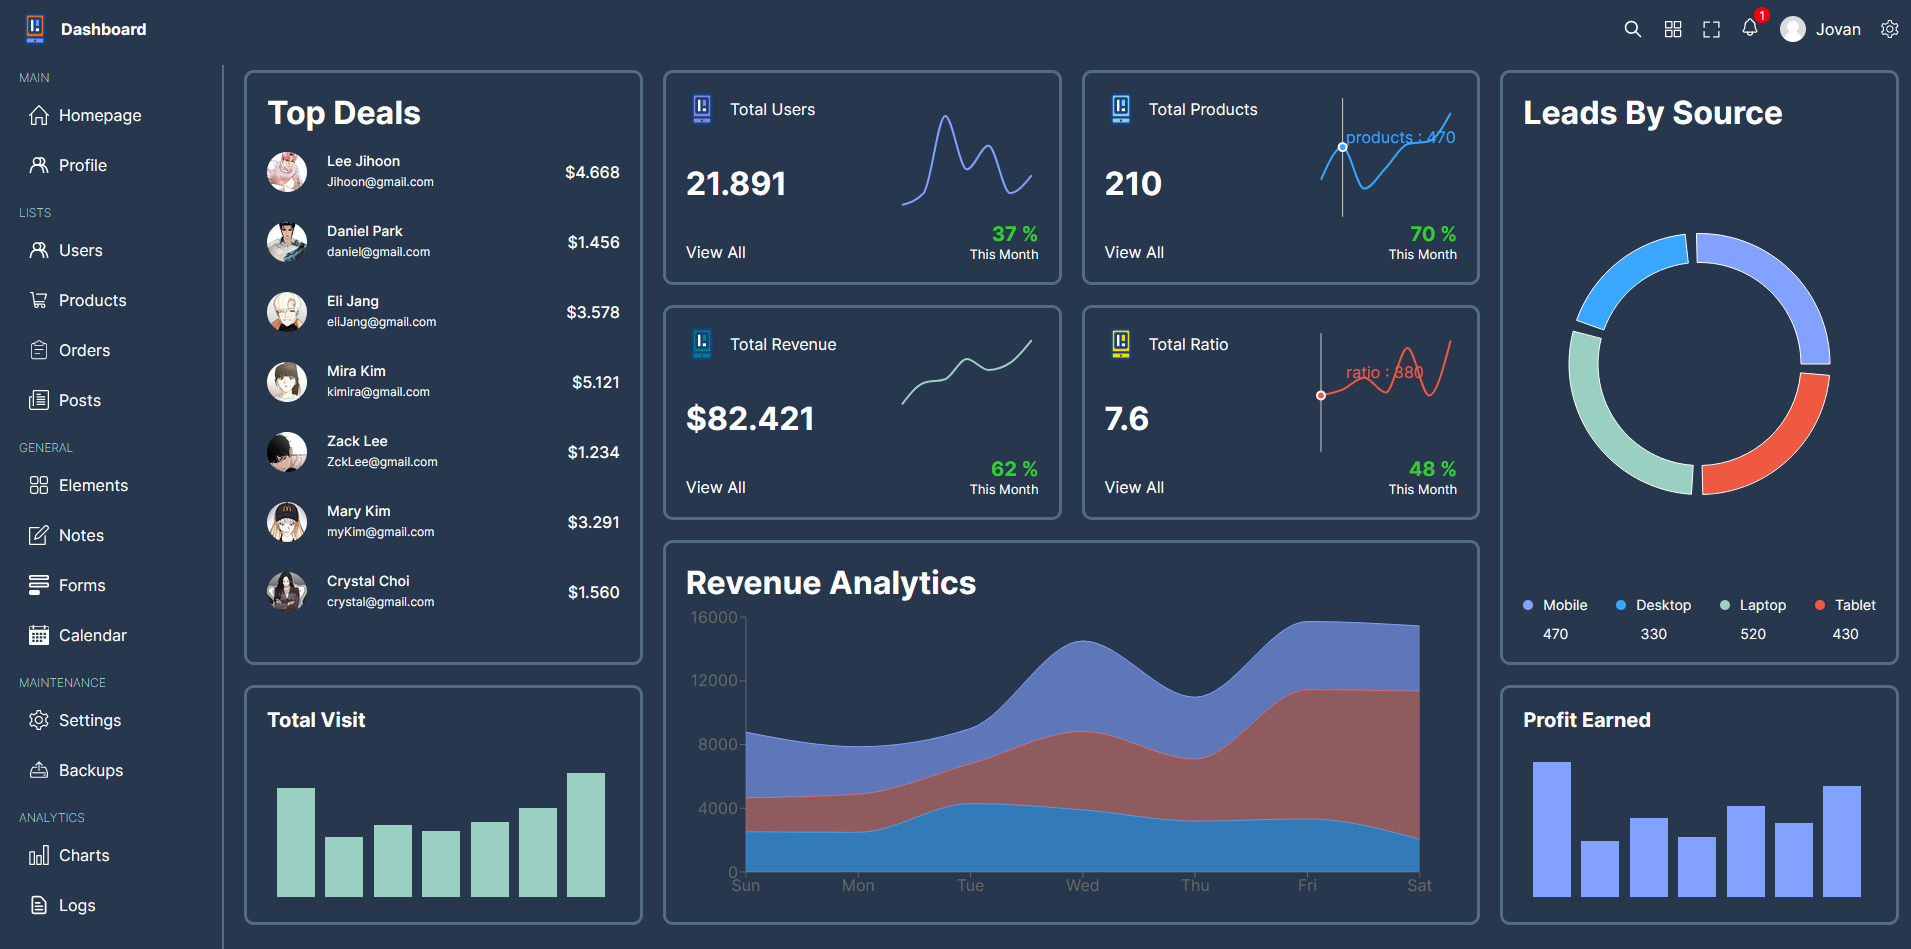 Dashboard
1
Jovan
MAIN
Homepage
Profile
LISTS
Users
Products
Orders
Posts
GENERAL
Elements
Notes
Forms
Calendar
MAINTENANCE
Settings
Backups
ANALYTICS
Charts
Logs
Top Deals
Lee Jihoon
Jihoon@gmail.com
$4.668
Daniel Park
daniel@gmail.com
$1.456
Eli Jang
eliJang@gmail.com
$3.578
Mira Kim
kimira@gmail.com
$5.121
Zack Lee
ZckLee@gmail.com
$1.234
Mary Kim
myKim@gmail.com
$3.291
Crystal Choi
crystal@gmail.com
$1.560
Total Users
21.891
View All
37 %
This Month
Total Products
products : 470
210
View All
70 %
This Month
Leads By Source
Mobile
470
Desktop
330
Laptop
520
Tablet
430
Total Revenue
$82.421
View All
62 %
This Month
Total Ratio
ratio : 380
7.6
View All
48 %
This Month
Revenue Analytics
16000
12000
8000
4000
0
Sun Mon Tue Wed Thu Fri Sat
Total Visit
Profit Earned